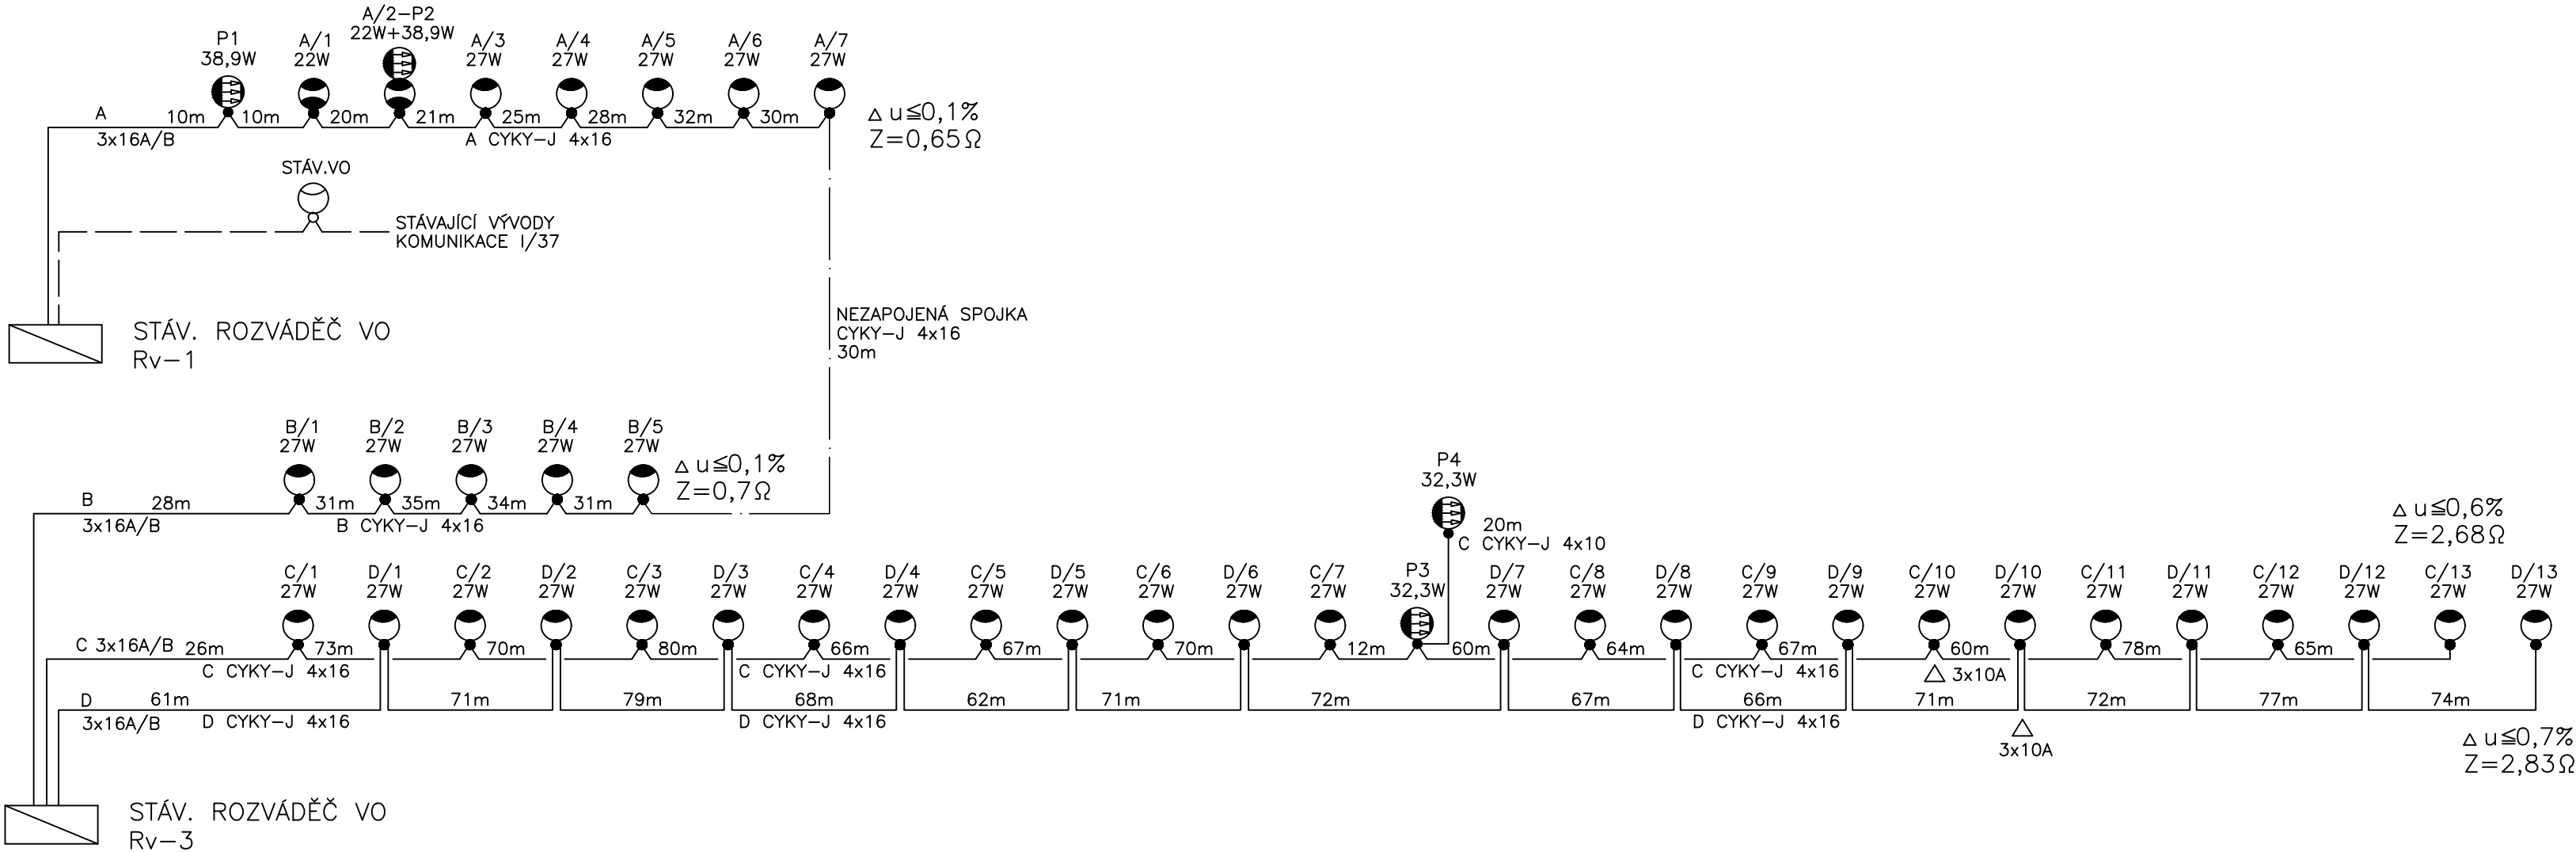 A/2-P2
22W+38,9W
P1
38,9W
A/1
22W
A/3
27W
A/4
27W
A/5
27W
A/6
27W
A/7
27W
A
10m
10m
20m
21m
25m
28m
32m
30m
3x16A/B
A CYKY-J 4x16
△ u≦0,1%
Z=0,65Ω
STÁV.VO
STÁVAJÍCÍ VÝVODY
KOMUNIKACE I/37
NEZAPOJENÁ SPOJKA
CYKY-J 4x16
30m
STÁV. ROZVÁDĚČ VO
Rv-1
B/1
27W
B/2
27W
B/3
27W
B/4
27W
B/5
27W
△ u≦0,1%
Z=0,7Ω
B
28m
31m
35m
34m
31m
3x16A/B
B CYKY-J 4x16
P4
32,3W
20m
C CYKY-J 4x10
△ u≦0,6%
Z=2,68Ω
C/1
27W
D/1
27W
C/2
27W
D/2
27W
C/3
27W
D/3
27W
C/4
27W
D/4
27W
C/5
27W
D/5
27W
C/6
27W
D/6
27W
C/7
27W
P3
32,3W
D/7
27W
C/8
27W
D/8
27W
C/9
27W
D/9
27W
C/10
27W
D/10
27W
C/11
27W
D/11
27W
C/12
27W
D/12
27W
C/13
27W
D/13
27W
C 3x16A/B
26m
73m
70m
80m
66m
67m
70m
12m
60m
64m
67m
60m
78m
65m
C CYKY-J 4x16
C CYKY-J 4x16
C CYKY-J 4x16
△ 3x10A
D
61m
71m
79m
68m
62m
71m
72m
67m
66m
71m
72m
77m
74m
3x16A/B
D CYKY-J 4x16
D CYKY-J 4x16
D CYKY-J 4x16
△
3x10A
△ u≦0,7%
Z=2,83Ω
STÁV. ROZVÁDĚČ VO
Rv-3